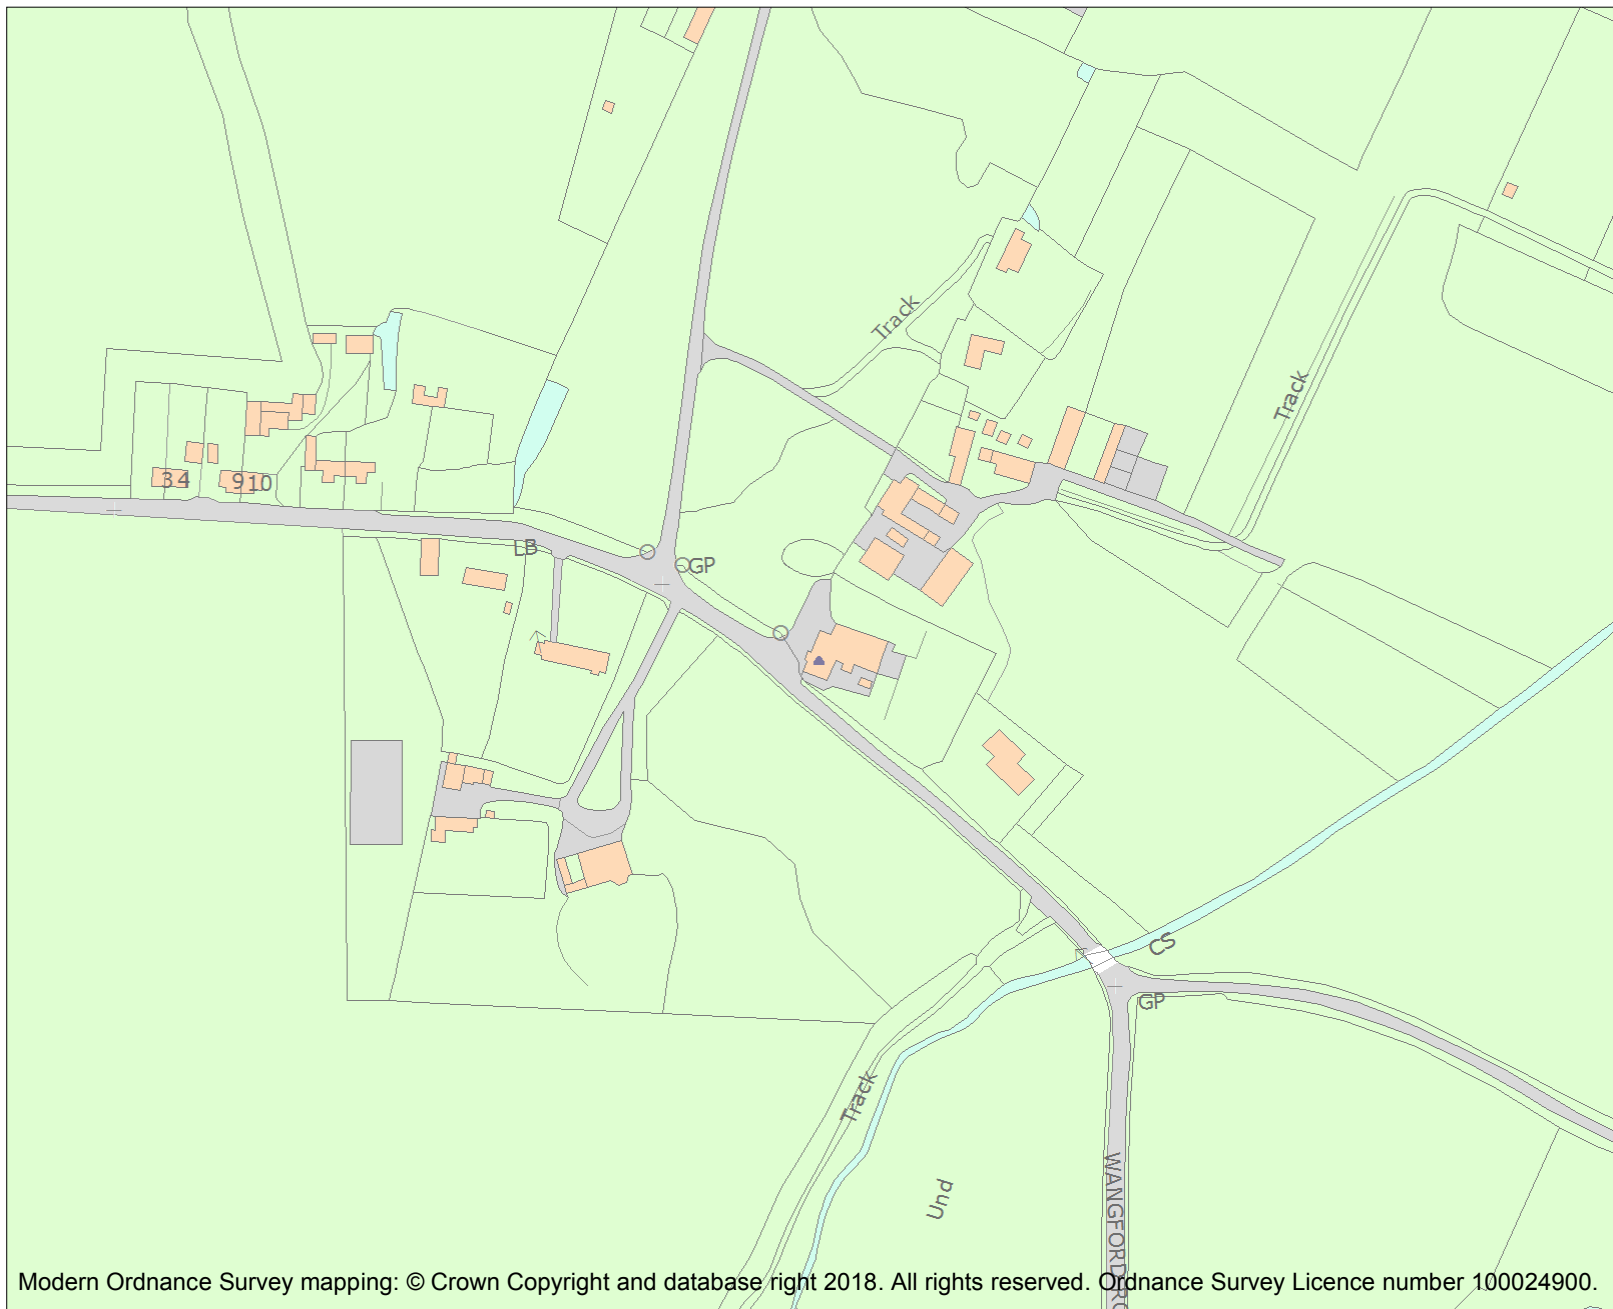 Track
Track
34
910
LB
GP
CS
GP
Track
Und
WANGFORD
Modern Ordnance Survey mapping: © Crown Copyright and database right 2018. All rights reserved. Ordnance Survey Licence number 100024900.